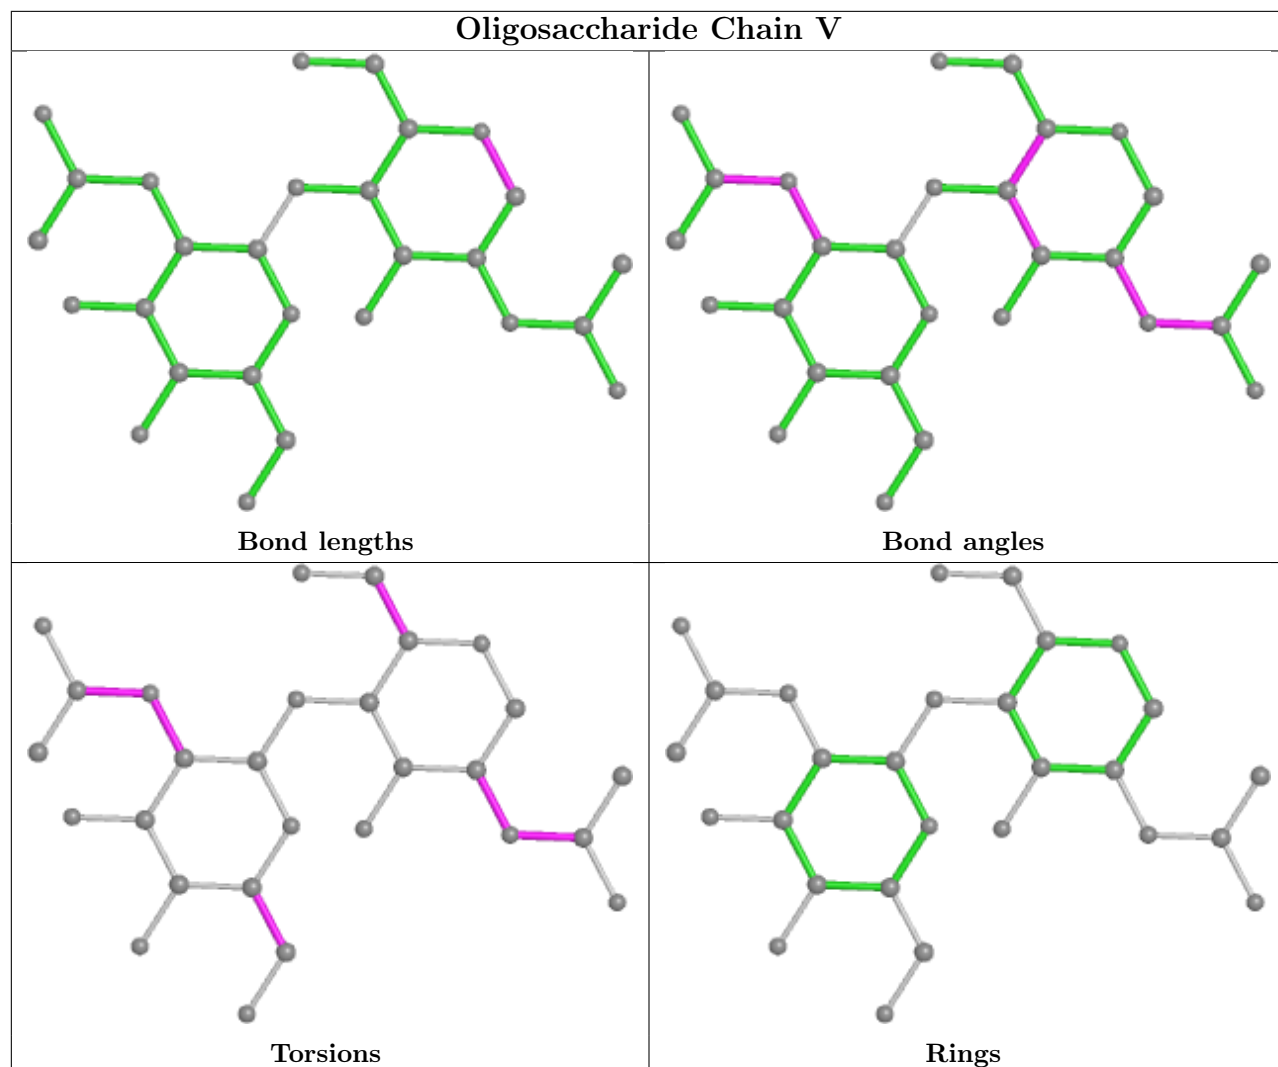 Oligosaccharide Chain V
Bond lengths
Bond angles
Torsions
Rings